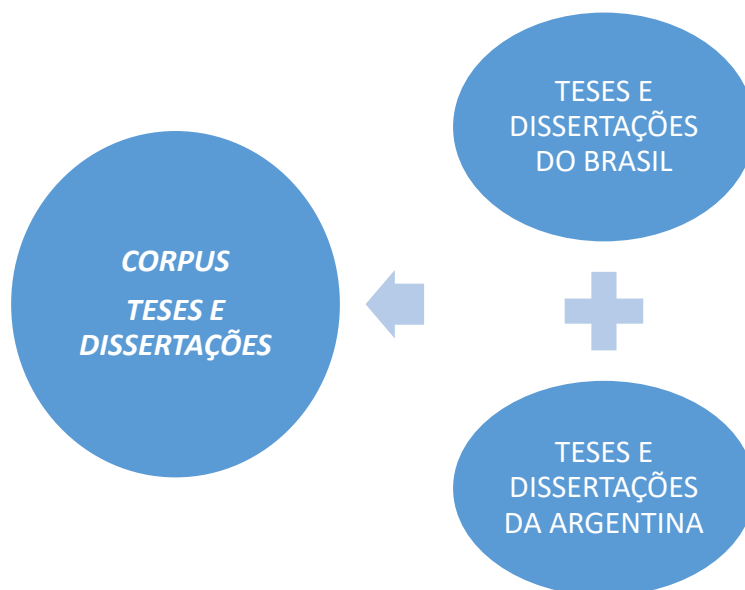 CORPUS
TESES E
DISSERTAÇÕES
TESES E
DISSERTAÇÕES
DO BRASIL
TESES E
DISSERTAÇÕES
DA ARGENTINA